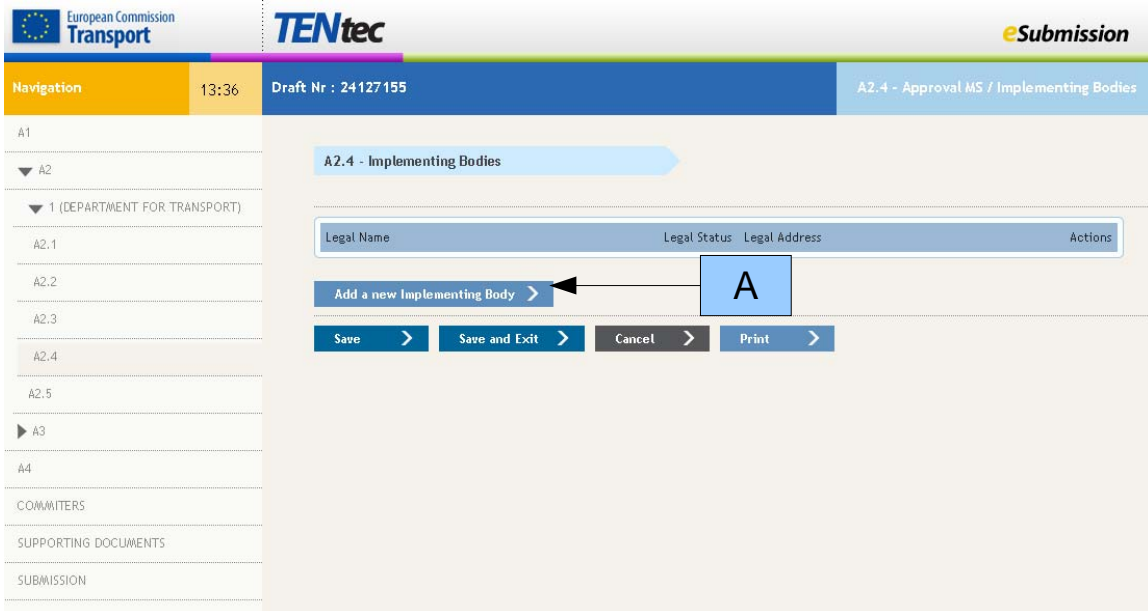 European Commission
Transport
TENtec
eSubmission
Navigation
13:36
Draft Nr : 24127155
A2.4 - Approval MS / Implementing Bodies
A1
A2
1 (DEPARTMENT FOR TRANSPORT)
A2.1
A2.2
A2.3
A2.4
A2.5
A3
A4
COMMITERS
SUPPORTING DOCUMENTS
SUBMISSION
A2.4 - Implementing Bodies
Legal Name Legal Status Legal Address Actions
Add a new Implementing Body
A
Save Save and Exit Cancel Print